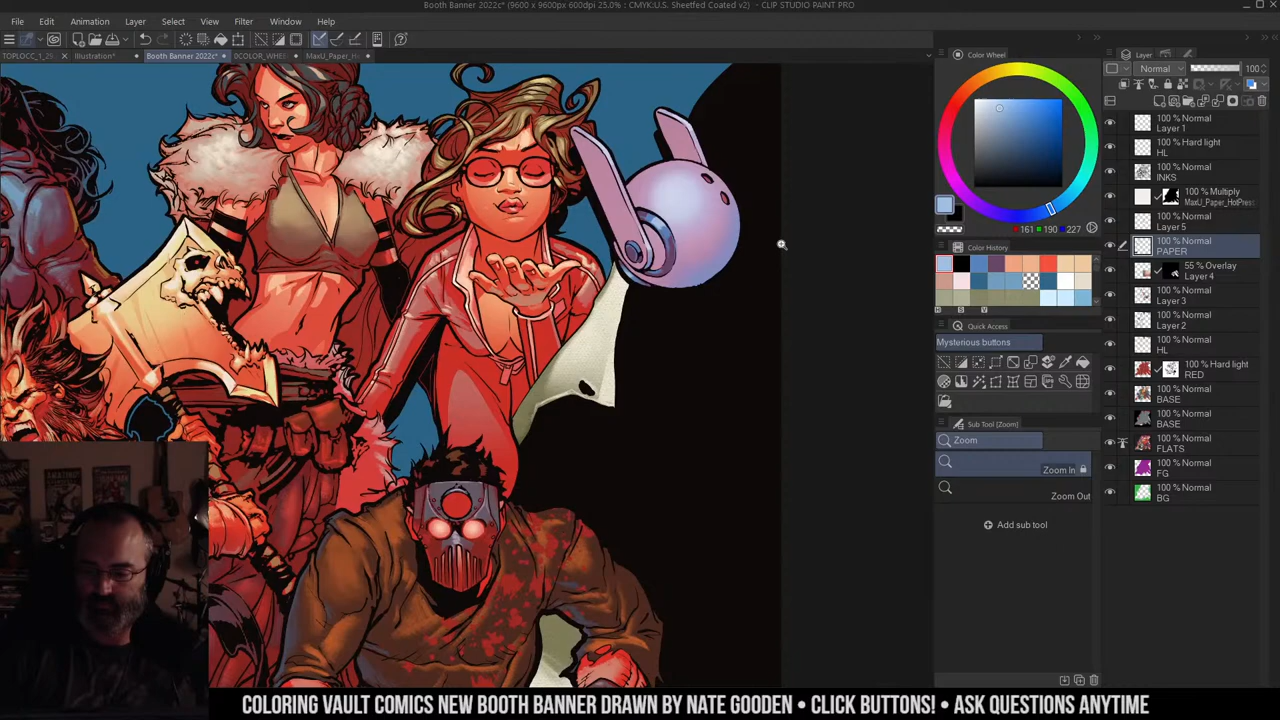 Booth Banner 2022c* (9600 x 9600px 600dpi 25.0% : CMYK:U.S. Sheetfed Coated v2) - CLIP STUDIO PAINT PRO
File Edit Animation Layer Select View Filter Window Help
Illustration* Booth Banner 2022c*
Color Wheel
161 190 227
Color History
Quick Access
Mysterious buttons
Sub Tool [Zoom]
Zoom
Zoom In
Zoom Out
Add sub tool
Layer
Normal 100
100 % Normal
Layer 1
100 % Hard light
HL
100 % Normal
INKS
100 % Multiply
MaxU_Paper_HotPress
100 % Normal
Layer 5
100 % Normal
PAPER
55 % Overlay
Layer 4
100 % Normal
Layer 3
100 % Normal
Layer 2
100 % Normal
HL
100 % Hard light
RED
100 % Normal
BASE
100 % Normal
BASE
100 % Normal
FLATS
100 % Normal
FG
100 % Normal
BG
COLORING VAULT COMICS NEW BOOTH BANNER DRAWN BY NATE GOODEN • CLICK BUTTONS! • ASK QUESTIONS ANYTIME